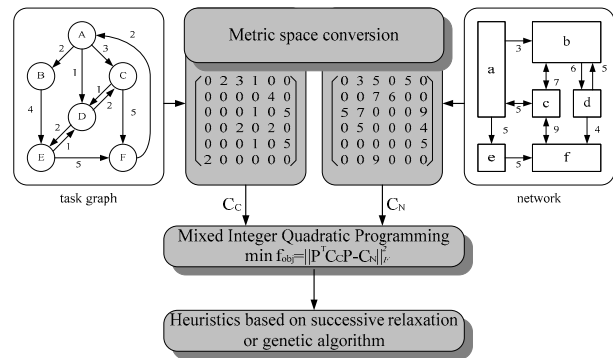 Metric space conversion
A
2
2
3
B
1
C
1
2
4
D
5
2
1
E
5
F
task graph
0 2 3 1 0 0
0 0 0 0 4 0
0 0 0 1 0 5
0 0 2 0 2 0
0 0 0 1 0 5
2 0 0 0 0 0
0 3 5 0 5 0
0 0 7 6 0 0
5 7 0 0 0 9
0 5 0 0 0 4
0 0 0 0 0 5
0 0 9 0 0 0
a
3
b
6
5
7
5
c
d
5
9
4
e
5
f
network
C_C
C_N
Mixed Integer Quadratic Programming
min f_obj=||P^T C_C P-C_N||_F^2
Heuristics based on successive relaxation
or genetic algorithm